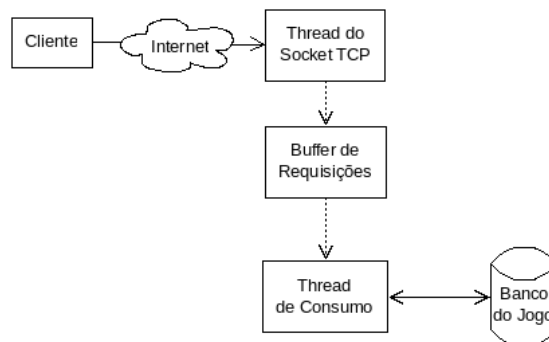 Cliente
Internet
Thread do
Socket TCP
Buffer de
Requisições
Thread
de Consumo
Banco
do Jogo